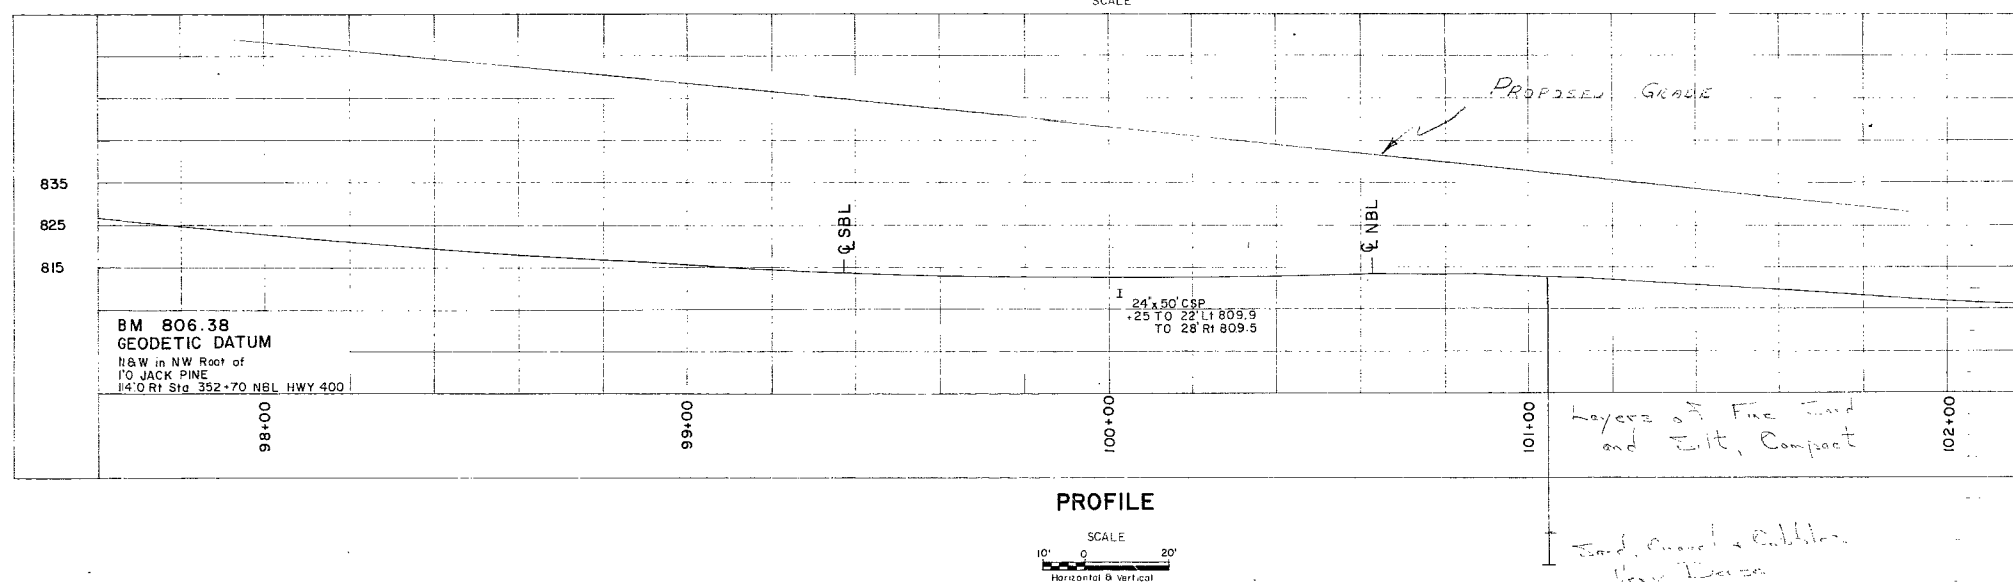 SCALE
PROPOSED GRADE
835
825
815
℄ SBL
℄ NBL
I 24"x50' CSP
+25 TO 22' Lt 809.9
TO 28' Rt 809.5
BM 806.38
GEODETIC DATUM
N&W in NW Root of
1'0 JACK PINE
114'.0 Rt Sta 352+70 NBL HWY 400
98+00
99+00
100+00
101+00
102+00
Layers of Fine Sand
and Silt, Compact
PROFILE
SCALE
10' 0 20'
Horizontal & Vertical
Sand, Gravel & Cobbles
Very Dense